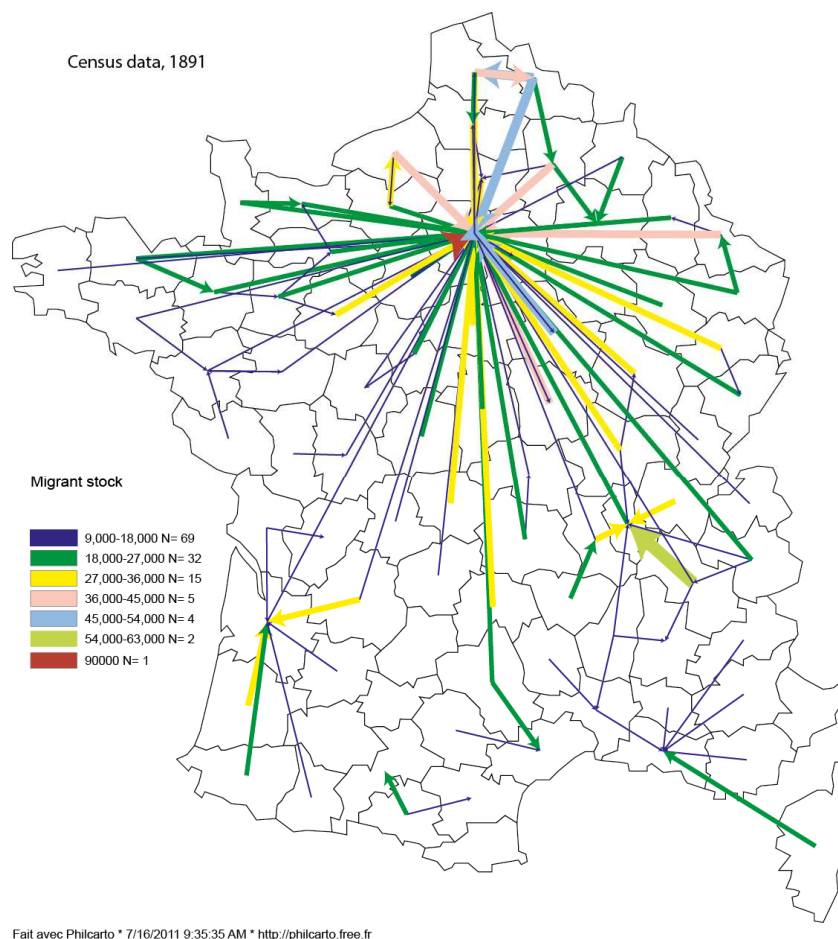 Census data, 1891
Migrant stock
9,000-18,000 N= 69
18,000-27,000 N= 32
27,000-36,000 N= 15
36,000-45,000 N= 5
45,000-54,000 N= 4
54,000-63,000 N= 2
90000 N= 1
Fait avec Philcarto * 7/16/2011 9:35:35 AM * http://philcarto.free.fr